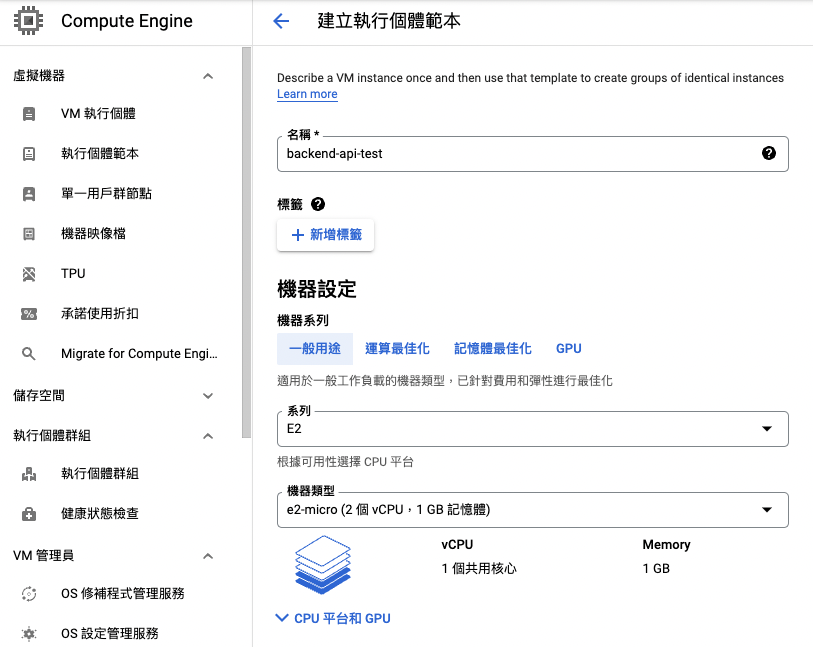 Compute Engine
虛擬機器
VM 執行個體
執行個體範本
單一用戶群節點
機器映像檔
TPU
承諾使用折扣
Migrate for Compute Engi...
儲存空間
執行個體群組
執行個體群組
健康狀態檢查
VM 管理員
OS 修補程式管理服務
OS 設定管理服務
建立執行個體範本
Describe a VM instance once and then use that template to create groups of identical instances
Learn more
名稱 *
backend-api-test
標籤
新增標籤
機器設定
機器系列
一般用途 運算最佳化 記憶體最佳化 GPU
適用於一般工作負載的機器類型，已針對費用和彈性進行最佳化
系列
E2
根據可用性選擇 CPU 平台
機器類型
e2-micro (2 個 vCPU，1 GB 記憶體)
vCPU Memory
1 個共用核心 1 GB
CPU 平台和 GPU